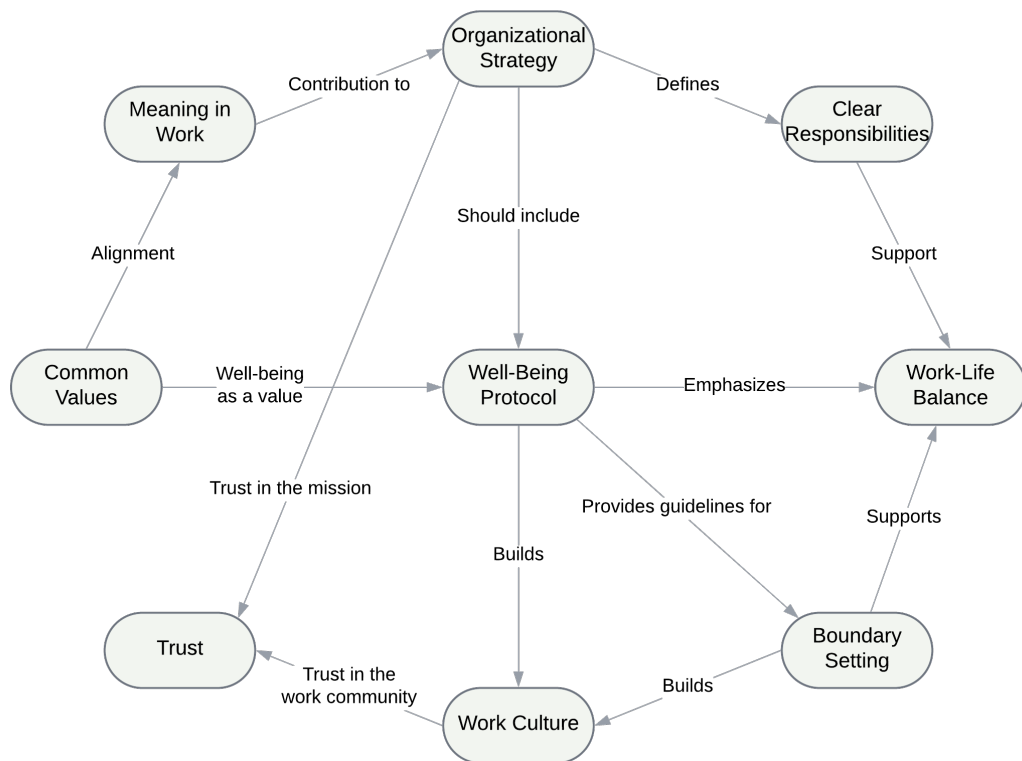 Organizational
Strategy
Contribution to
Defines
Meaning in
Work
Clear
Responsibilities
Should include
Alignment
Support
Common
Values
Well-being
as a value
Well-Being
Protocol
Emphasizes
Work-Life
Balance
Trust in the mission
Provides guidelines for
Supports
Builds
Trust
Boundary
Setting
Trust in the
work community
Builds
Work Culture